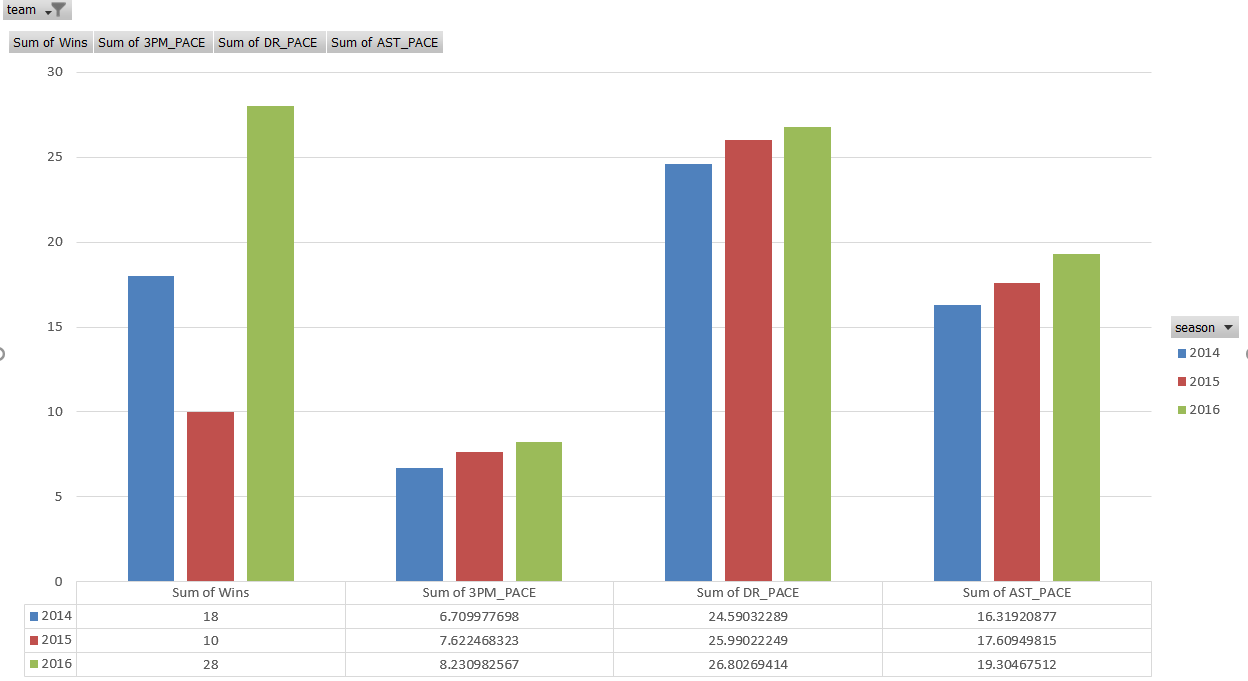 team
Sum of Wins Sum of 3PM_PACE Sum of DR_PACE Sum of AST_PACE
30
25
20
15
10
5
0
season
2014
2015
2016
Sum of Wins Sum of 3PM_PACE Sum of DR_PACE Sum of AST_PACE
2014 18 6.709977698 24.59032289 16.31920877
2015 10 7.622468323 25.99022249 17.60949815
2016 28 8.230982567 26.80269414 19.30467512